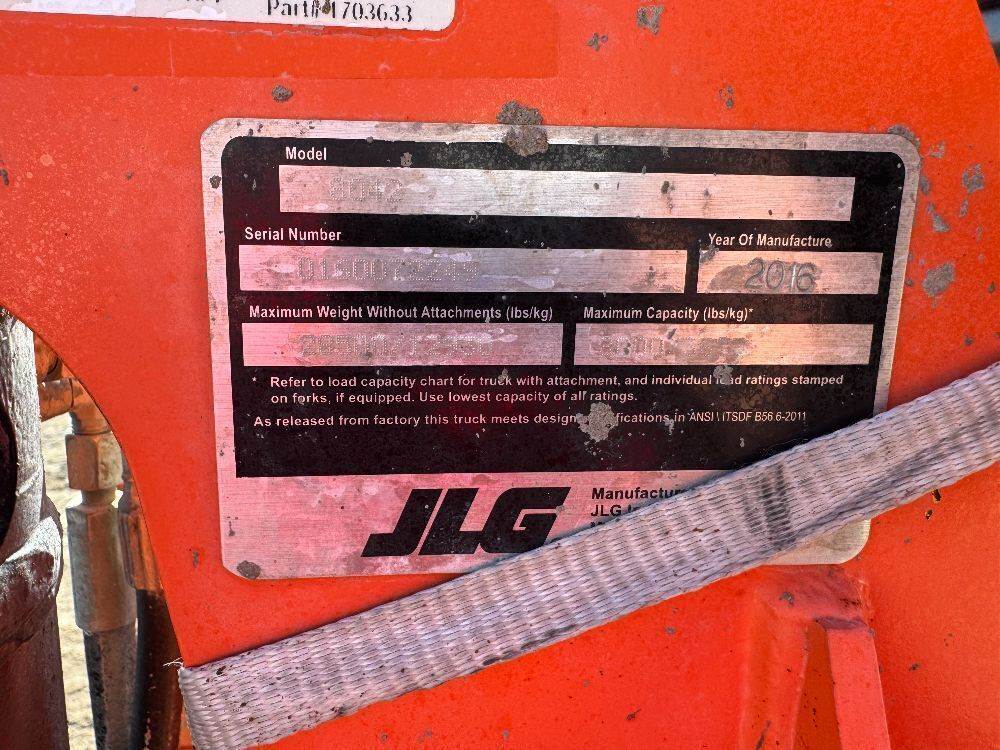 Part# 1703633
Model
8042
Serial Number
Year Of Manufacture
2016
Maximum Weight Without Attachments (lbs/kg)
Maximum Capacity (lbs/kg)*
* Refer to load capacity chart for truck with attachment, and individual load ratings stamped
on forks, if equipped. Use lowest capacity of all ratings.
As released from factory this truck meets design in ANSI \ ITSDF B56.6-2011
JLG
JLG